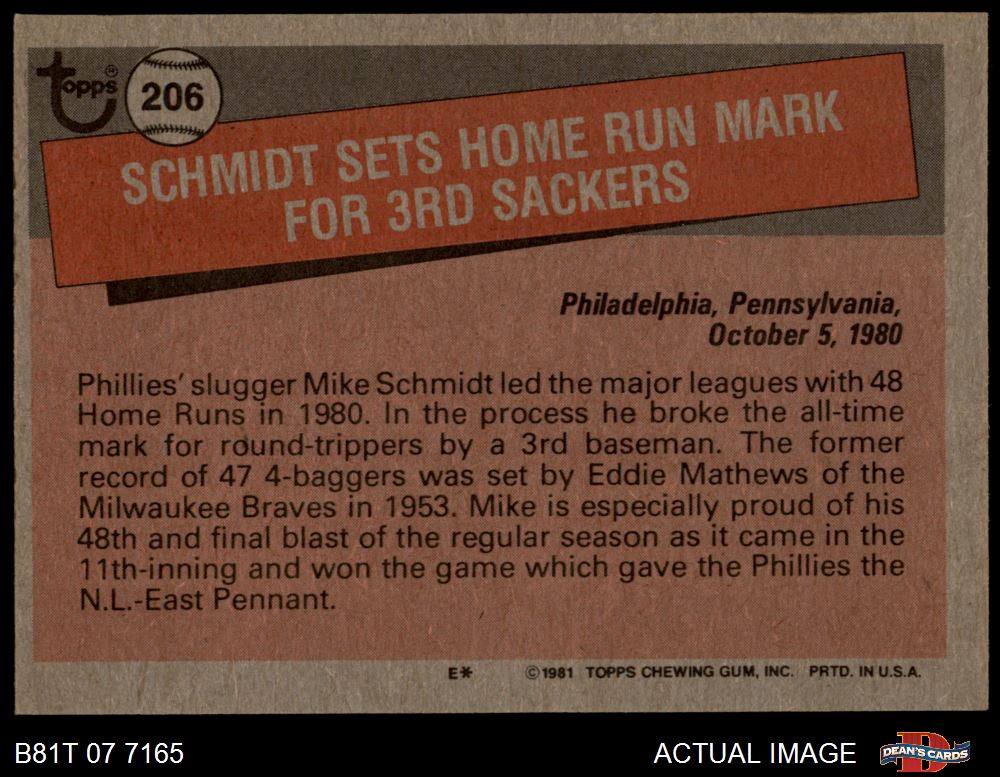 Topps®
206
SCHMIDT SETS HOME RUN MARK
FOR 3RD SACKERS
Philadelphia, Pennsylvania,
October 5, 1980
Phillies' slugger Mike Schmidt led the major leagues with 48
Home Runs in 1980. In the process he broke the all-time
mark for round-trippers by a 3rd baseman. The former
record of 47 4-baggers was set by Eddie Mathews of the
Milwaukee Braves in 1953. Mike is especially proud of his
48th and final blast of the regular season as it came in the
11th-inning and won the game which gave the Phillies the
N.L.-East Pennant.
E* ©1981 TOPPS CHEWING GUM, INC. PRTD. IN U.S.A.
B81T 07 7165 ACTUAL IMAGE DEAN'S CARDS